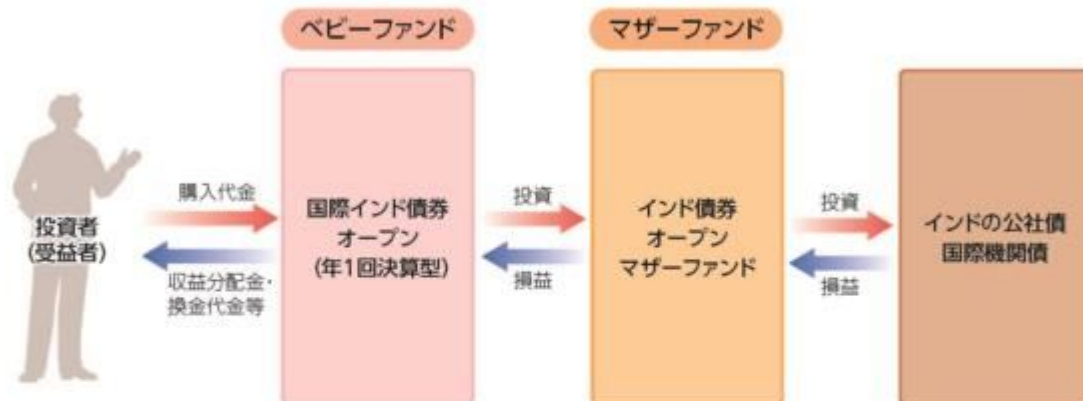 ベビーファンド
マザーファンド
投資者
(受益者)
購入代金
収益分配金・
換金代金等
国際インド債券
オープン
(年1回決算型)
投資
損益
インド債券
オープン
マザーファンド
投資
損益
インドの公社債
国際機関債